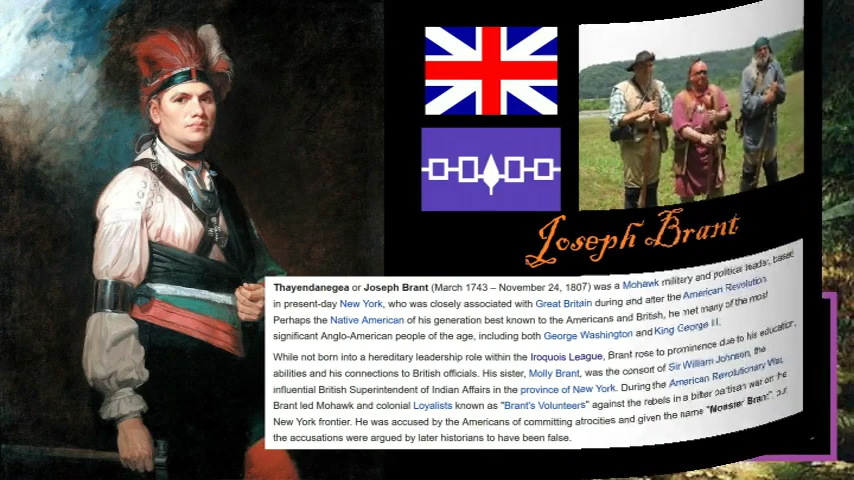 Joseph Brant
Thayendanegea or Joseph Brant (March 1743 – November 24, 1807) was a Mohawk military and political leader, based
in present-day New York, who was closely associated with Great Britain during and after the American Revolution.
Perhaps the Native American of his generation best known to the Americans and British, he met many of the most
significant Anglo-American people of the age, including both George Washington and King George III.
While not born into a hereditary leadership role within the Iroquois League, Brant rose to prominence due to his education,
abilities and his connections to British officials. His sister, Molly Brant, was the consort of Sir William Johnson, the
influential British Superintendent of Indian Affairs in the province of New York. During the American Revolutionary War,
Brant led Mohawk and colonial Loyalists known as "Brant's Volunteers" against the rebels in a bitter partisan war on the
New York frontier. He was accused by the Americans of committing atrocities and given the name "Monster Brant", but
the accusations were argued by later historians to have been false.